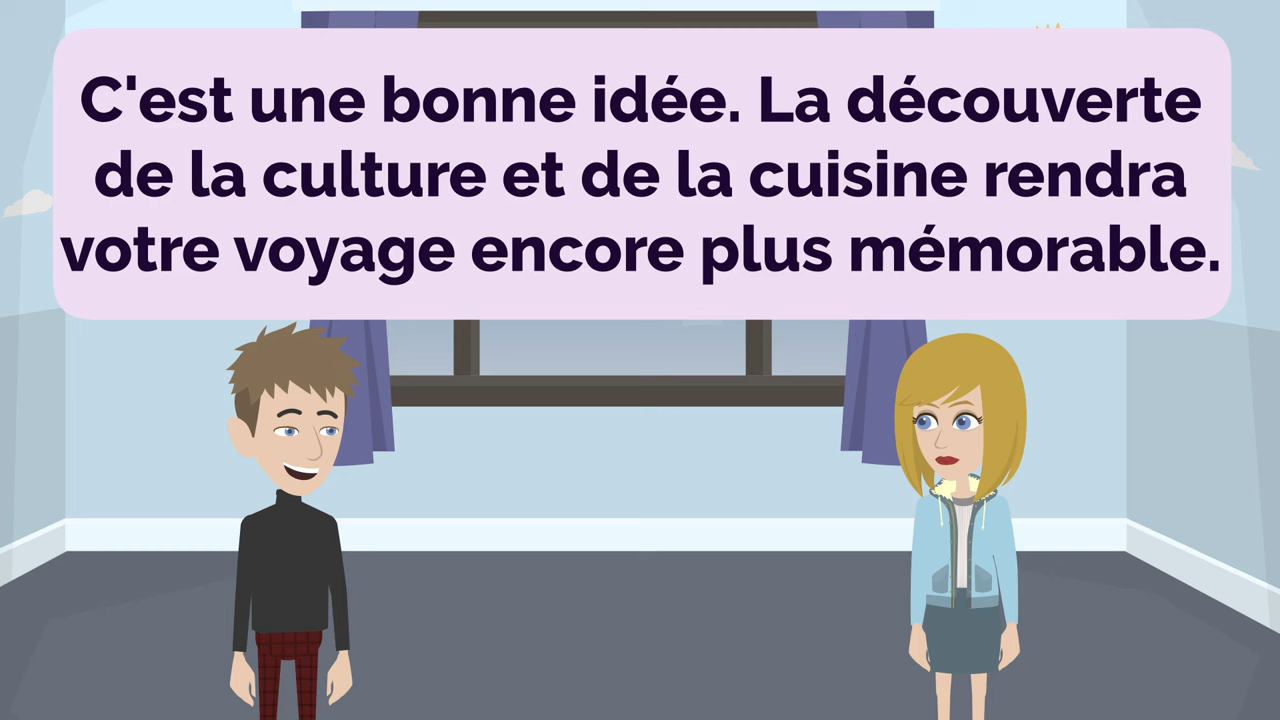 C'est une bonne idée. La découverte
de la culture et de la cuisine rendra
votre voyage encore plus mémorable.